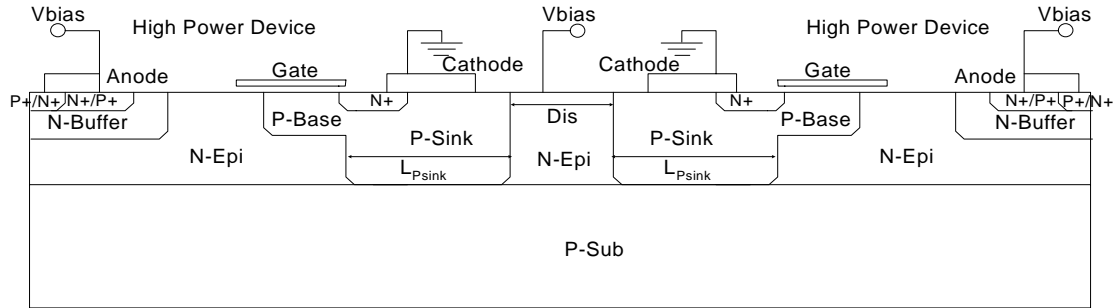 Vbias High Power Device Vbias High Power Device Vbias
Anode Gate Cathode Cathode Gate Anode
P+/N+ N+/P+ N+ N+ N+/P+ P+/N+
N-Buffer P-Base Dis P-Base N-Buffer
P-Sink P-Sink
N-Epi N-Epi N-Epi
LPsink LPsink
P-Sub